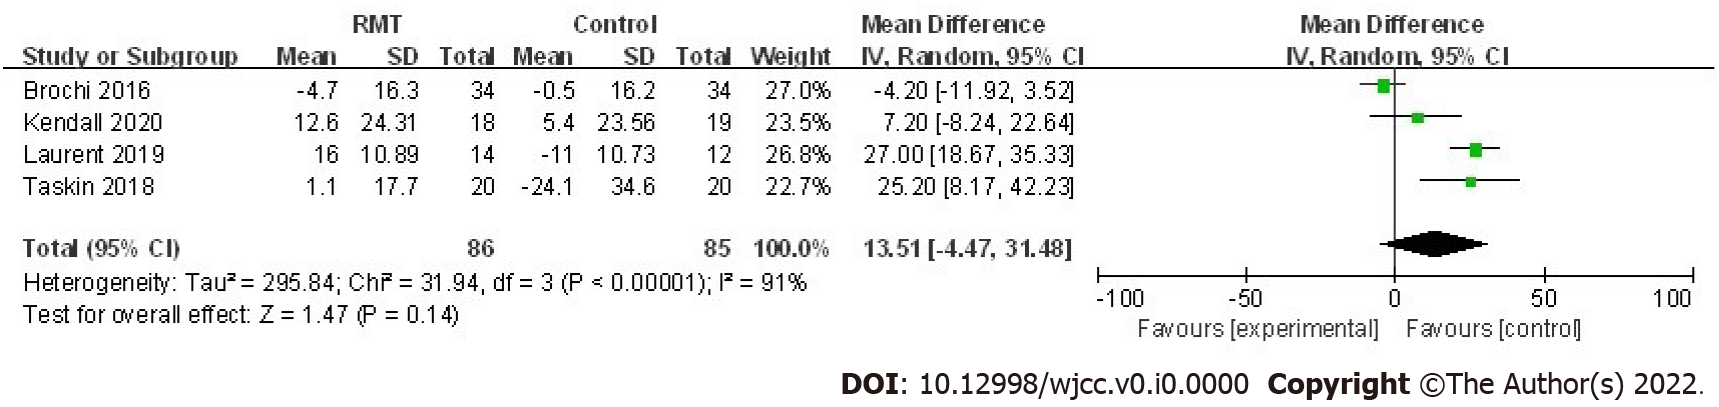 RMT Control Mean Difference Mean Difference
Study or Subgroup Mean SD Total Mean SD Total Weight IV, Random, 95% CI IV, Random, 95% CI
Brochi 2016 -4.7 16.3 34 -0.5 16.2 34 27.0% -4.20 [-11.92, 3.52]
Kendall 2020 12.6 24.31 18 5.4 23.56 19 23.5% 7.20 [-8.24, 22.64]
Laurent 2019 16 10.89 14 -11 10.73 12 26.8% 27.00 [18.67, 35.33]
Taskin 2018 1.1 17.7 20 -24.1 34.6 20 22.7% 25.20 [8.17, 42.23]
Total (95% CI) 86 85 100.0% 13.51 [-4.47, 31.48]
Heterogeneity: Tau² = 295.84; Chi² = 31.94, df = 3 (P < 0.00001); I² = 91%
Test for overall effect: Z = 1.47 (P = 0.14)
-100 -50 0 50 100
Favours [experimental] Favours [control]
DOI: 10.12998/wjcc.v0.i0.0000 Copyright ©The Author(s) 2022.